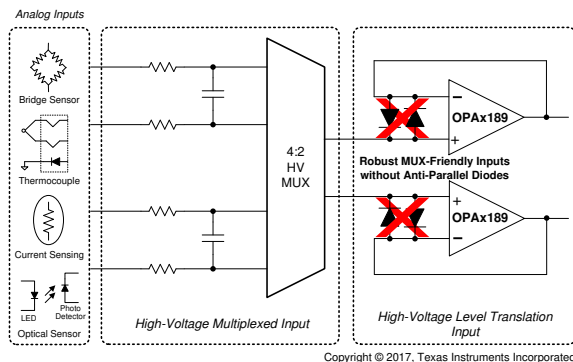 Analog Inputs
Bridge Sensor
Thermocouple
Current Sensing
LED
Photo
Detector
Optical Sensor
4:2
HV
MUX
High-Voltage Multiplexed Input
OPAx189
Robust MUX-Friendly Inputs
without Anti-Parallel Diodes
OPAx189
High-Voltage Level Translation
Input
Copyright © 2017, Texas Instruments Incorporated